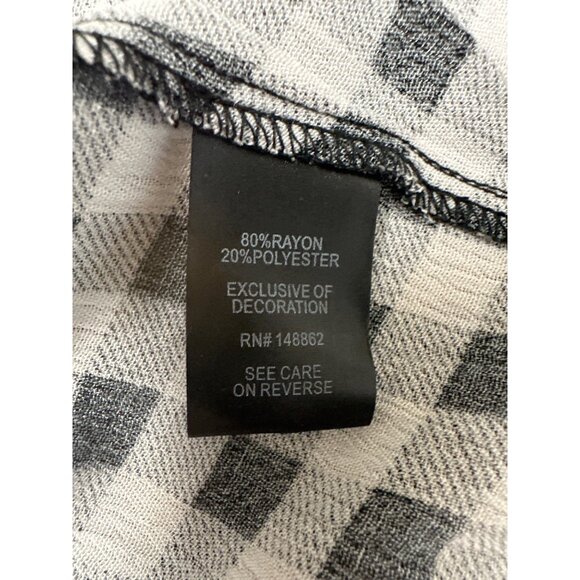 80%RAYON
20%POLYESTER
EXCLUSIVE OF
DECORATION
RN# 148862
SEE CARE
ON REVERSE